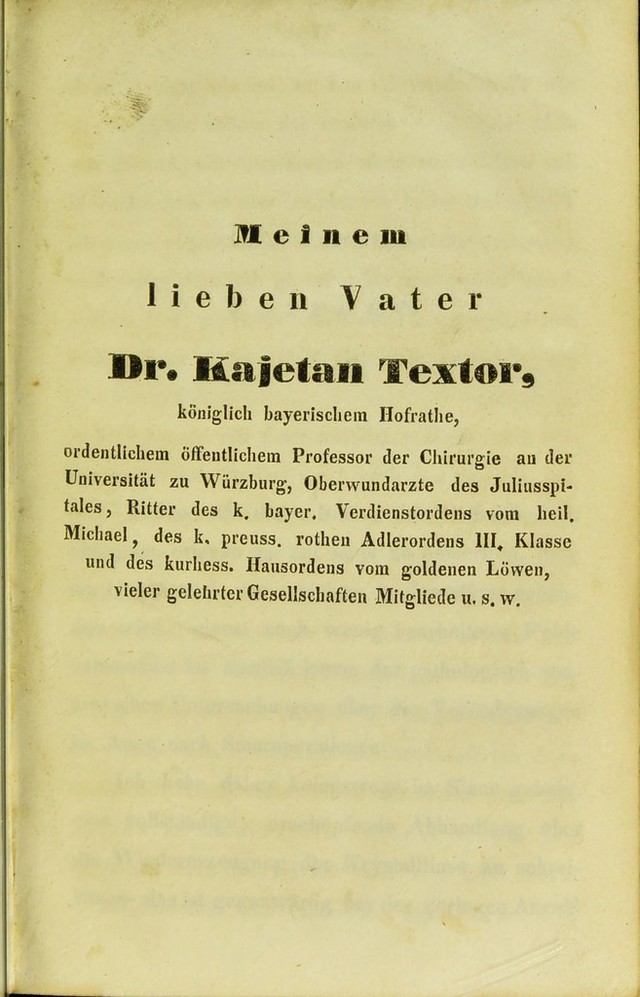 Meinem
lieben Vater
Dr. Kajetan Textor,
königlich bayerischem Hofrathe,
ordentlichem öffentlichem Professor der Chirurgie an der
Universität zu Würzburg, Oberwundarzte des Juliusspi-
tales, Ritter des k. bayer. Verdienstordens vom heil.
Michael, des k. preuss. rothen Adlerordens III. Klasse
und des kurhess. Hausordens vom goldenen Löwen,
vieler gelehrter Gesellschaften Mitgliede u. s. w.